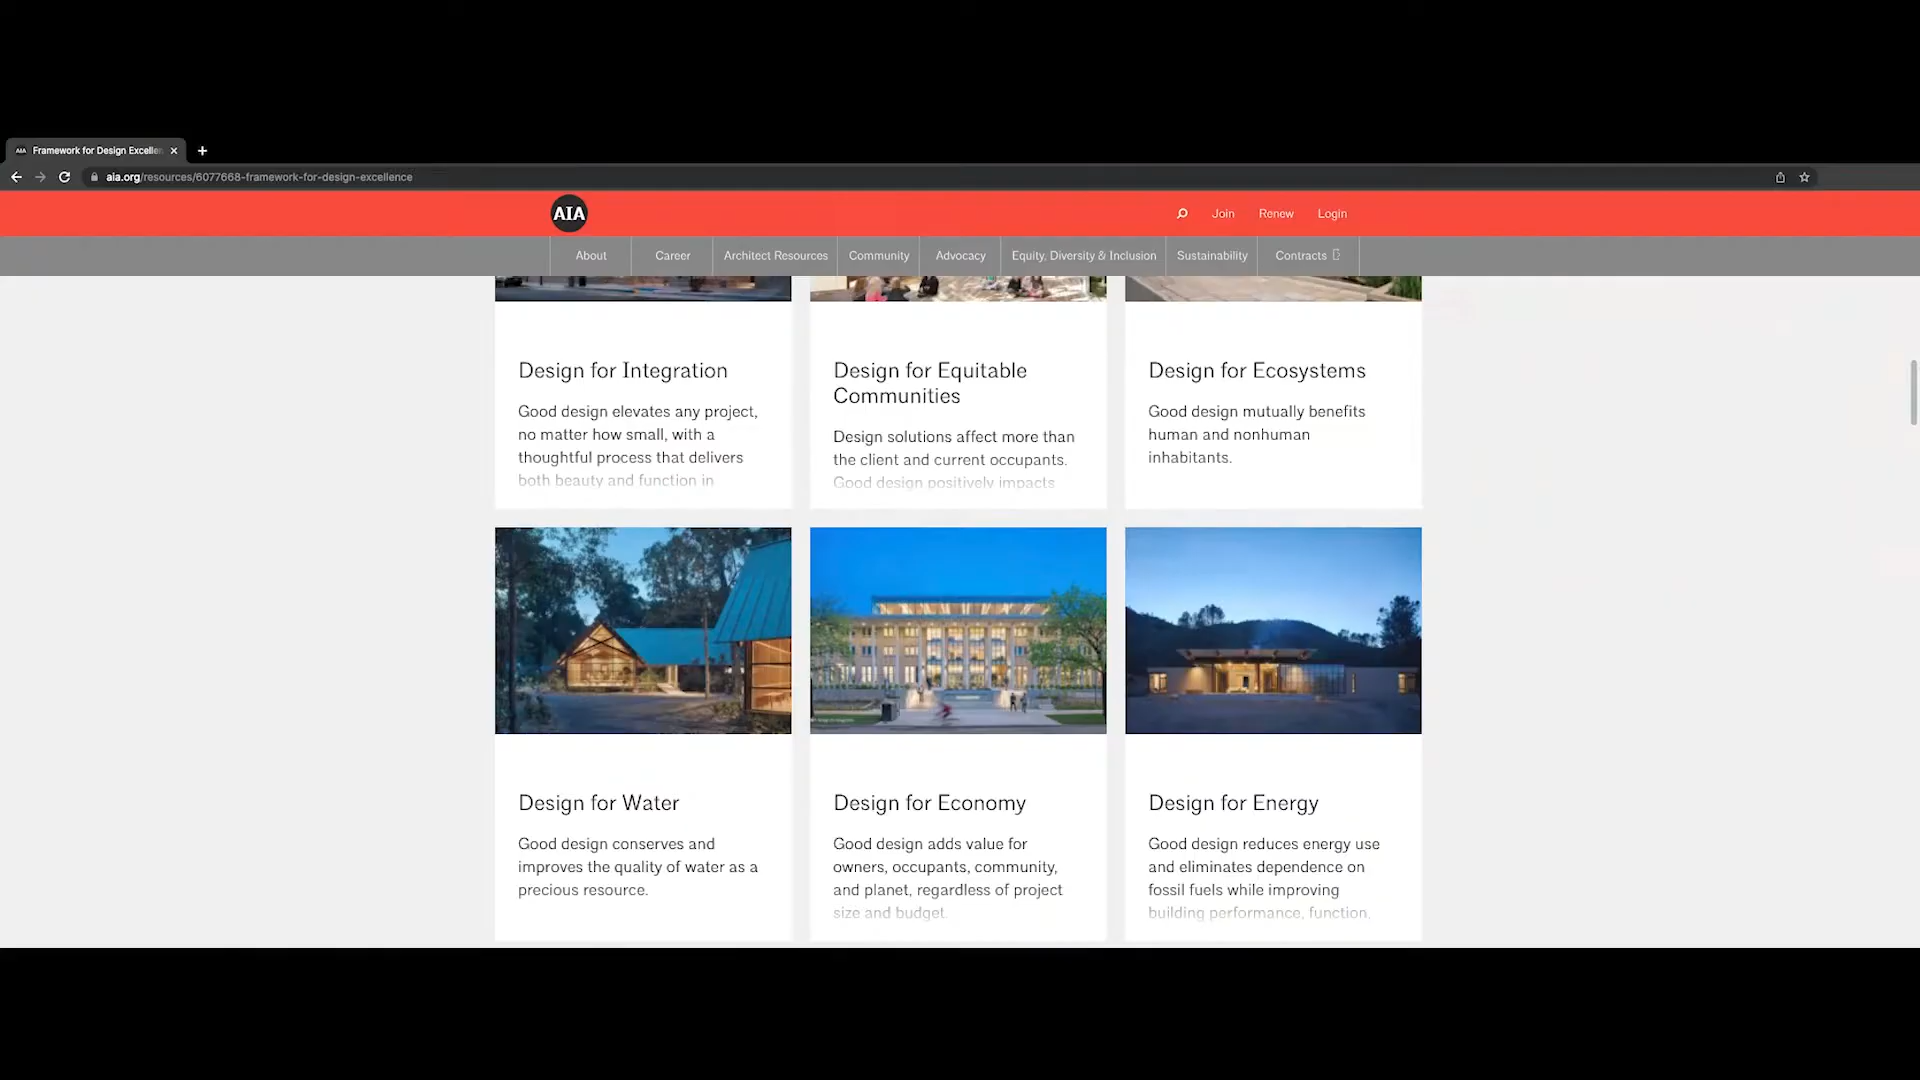 AIA Framework for Design Excelle
aia.org/resources/6077668-framework-for-design-excellence
AIA
Join Renew Login
About Career Architect Resources Community Advocacy Equity, Diversity & Inclusion Sustainability Contracts
Design for Integration
Good design elevates any project,
no matter how small, with a
thoughtful process that delivers
both beauty and function in
Design for Equitable
Communities
Design solutions affect more than
the client and current occupants.
Good design positively impacts
Design for Ecosystems
Good design mutually benefits
human and nonhuman
inhabitants.
Design for Water
Good design conserves and
improves the quality of water as a
precious resource.
Design for Economy
Good design adds value for
owners, occupants, community,
and planet, regardless of project
size and budget.
Design for Energy
Good design reduces energy use
and eliminates dependence on
fossil fuels while improving
building performance, function,